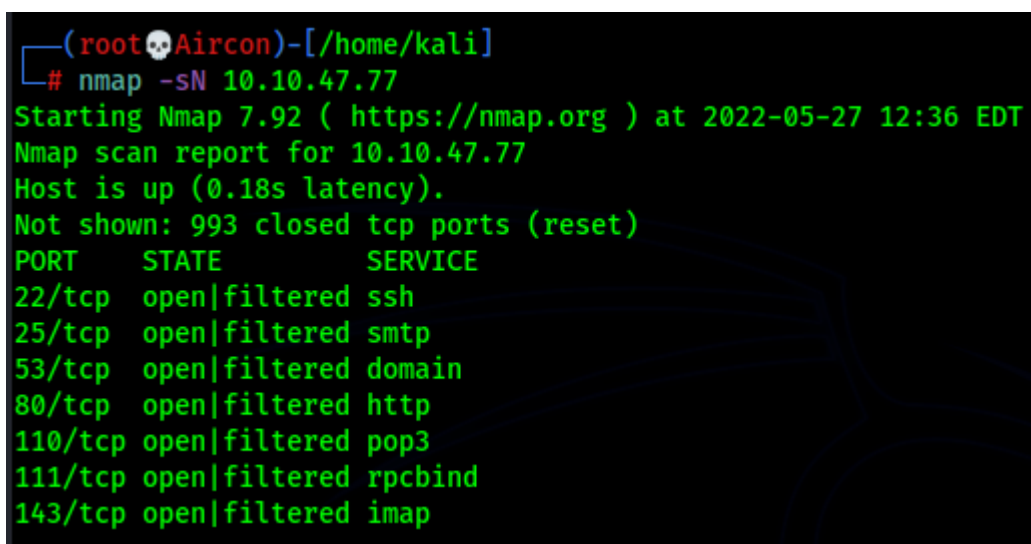 ┌──(root💀Aircon)-[/home/kali]
└─# nmap -sN 10.10.47.77
Starting Nmap 7.92 ( https://nmap.org ) at 2022-05-27 12:36 EDT
Nmap scan report for 10.10.47.77
Host is up (0.18s latency).
Not shown: 993 closed tcp ports (reset)
PORT    STATE         SERVICE
22/tcp  open|filtered ssh
25/tcp  open|filtered smtp
53/tcp  open|filtered domain
80/tcp  open|filtered http
110/tcp open|filtered pop3
111/tcp open|filtered rpcbind
143/tcp open|filtered imap